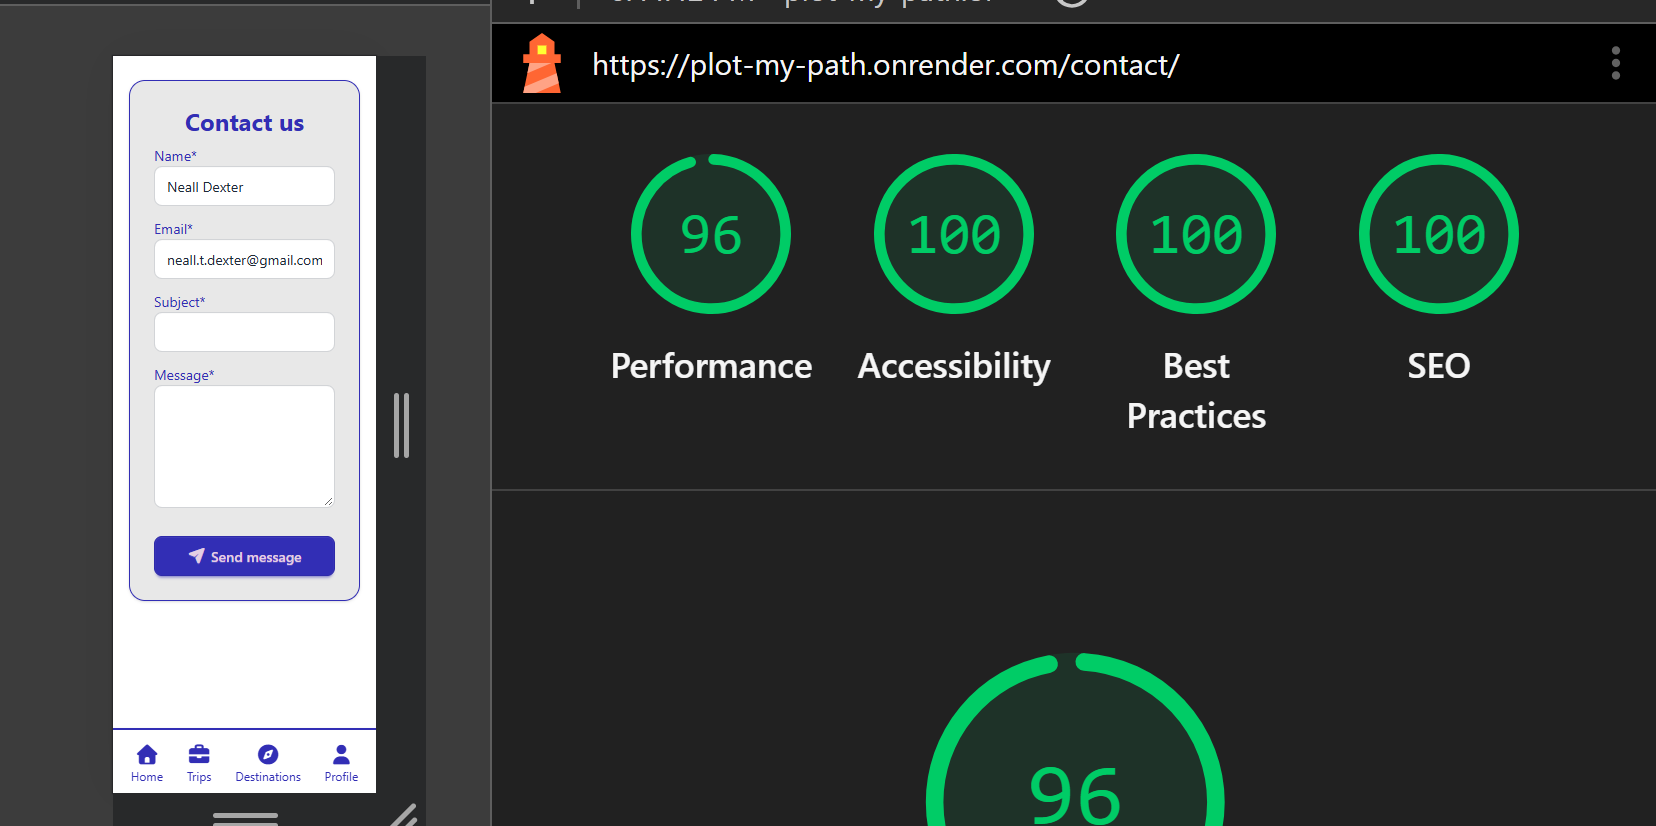 Contact us
Name*
Neall Dexter
Email*
neall.t.dexter@gmail.com
Subject*
Message*
Send message
Home
Trips
Destinations
Profile
https://plot-my-path.onrender.com/contact/
96
100
100
100
Performance
Accessibility
Best
Practices
SEO
96